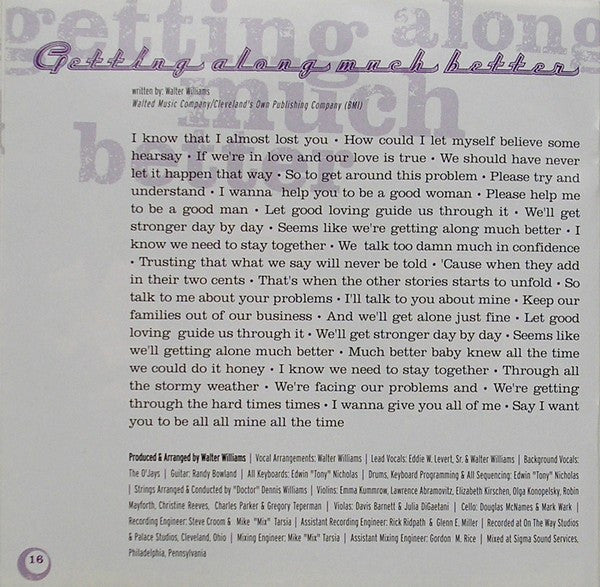 getting along
much
better
Getting along much better
written by: Walter Williams
Walted Music Company/Cleveland's Own Publishing Company (BMI)
I know that I almost lost you • How could I let myself believe some
hearsay • If we're in love and our love is true • We should have never
let it happen that way • So to get around this problem • Please try and
understand • I wanna help you to be a good woman • Please help me
to be a good man • Let good loving guide us through it • We'll get
stronger day by day • Seems like we're getting along much better • I
know we need to stay together • We talk too damn much in confidence
• Trusting that what we say will never be told • 'Cause when they add
in their two cents • That's when the other stories starts to unfold • So
talk to me about your problems • I'll talk to you about mine • Keep our
families out of our business • And we'll get alone just fine • Let good
loving guide us through it • We'll get stronger day by day • Seems like
we'll getting alone much better • Much better baby knew all the time
we could do it honey • I know we need to stay together • Through all
the stormy weather • We're facing our problems and • We're getting
through the hard times times • I wanna give you all of me • Say I want
you to be all all mine all the time
Produced & Arranged by Walter Williams | Vocal Arrangements: Walter Williams | Lead Vocals: Eddie W. Levert, Sr. & Walter Williams | Background Vocals:
The O'Jays | Guitar: Randy Bowland | All Keyboards: Edwin "Tony" Nicholas | Drums, Keyboard Programming & All Sequencing: Edwin "Tony" Nicholas
| Strings Arranged & Conducted by "Doctor" Dennis Williams | Violins: Emma Kummrow, Lawrence Abramovitz, Elizabeth Kirschen, Olga Konopelsky, Robin
Mayforth, Christine Reeves, Charles Parker & Gregory Teperman | Violas: Davis Barnett & Julia DiGaetani | Cello: Douglas McNames & Mark Wark |
Recording Engineer: Steve Croom & Mike "Mix" Tarsia | Assistant Recording Engineer: Rick Ridpath & Glenn E. Miller | Recorded at On The Way Studios
& Palace Studios, Cleveland, Ohio | Mixing Engineer: Mike "Mix" Tarsia | Assistant Mixing Engineer: Gordon M. Rice | Mixed at Sigma Sound Services,
Philadelphia, Pennsylvania
16